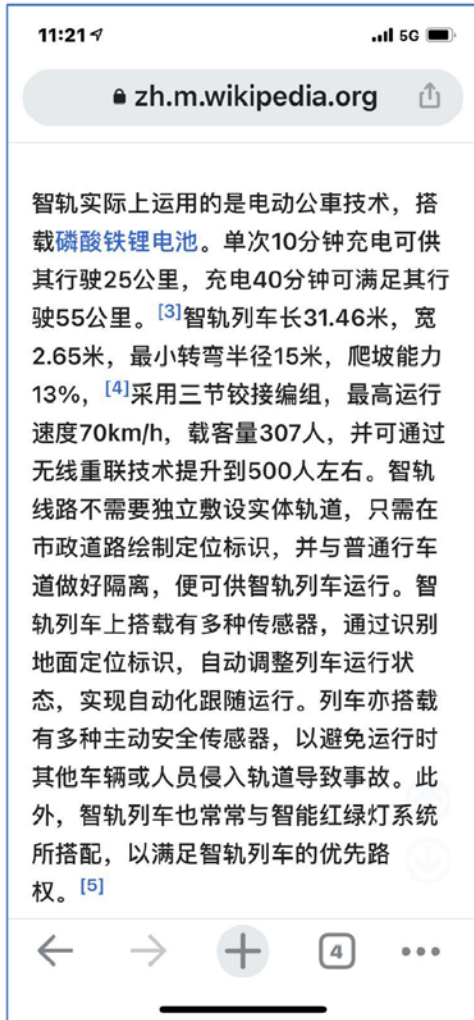 11:21
5G
zh.m.wikipedia.org
智轨实际上运用的是电动公車技术，搭
载磷酸铁锂电池。单次10分钟充电可供
其行驶25公里，充电40分钟可满足其行
驶55公里。[3]智轨列车长31.46米，宽
2.65米，最小转弯半径15米，爬坡能力
13%，[4]采用三节铰接编组，最高运行
速度70km/h，载客量307人，并可通过
无线重联技术提升到500人左右。智轨
线路不需要独立敷设实体轨道，只需在
市政道路绘制定位标识，并与普通行车
道做好隔离，便可供智轨列车运行。智
轨列车上搭载有多种传感器，通过识别
地面定位标识，自动调整列车运行状
态，实现自动化跟随运行。列车亦搭载
有多种主动安全传感器，以避免运行时
其他车辆或人员侵入轨道导致事故。此
外，智轨列车也常常与智能红绿灯系统
所搭配，以满足智轨列车的优先路
权。[5]
4